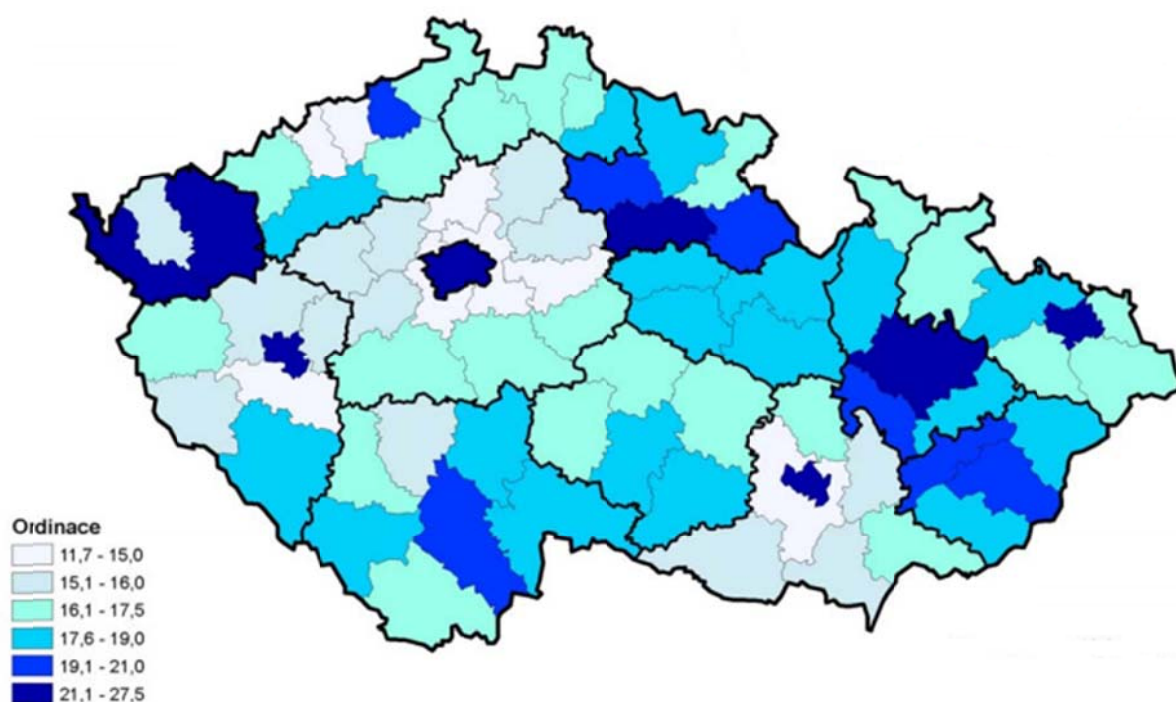 Ordinace
11,7 - 15,0
15,1 - 16,0
16,1 - 17,5
17,6 - 19,0
19,1 - 21,0
21,1 - 27,5